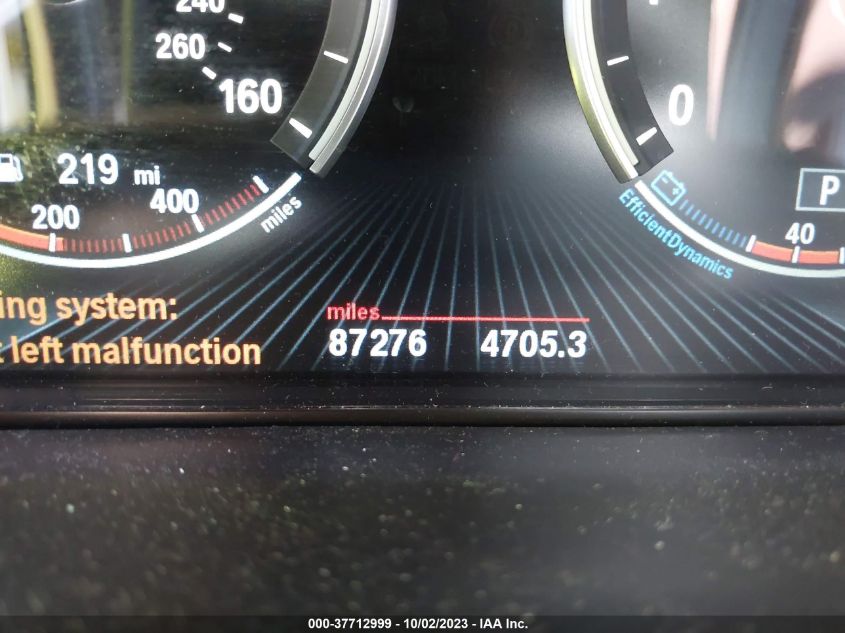 240
260
160
0
219 mi
P
200
400
miles
EfficientDynamics
40
ing system:
miles
left malfunction
87276 4705.3
000-37712999 - 10/02/2023 - IAA Inc.